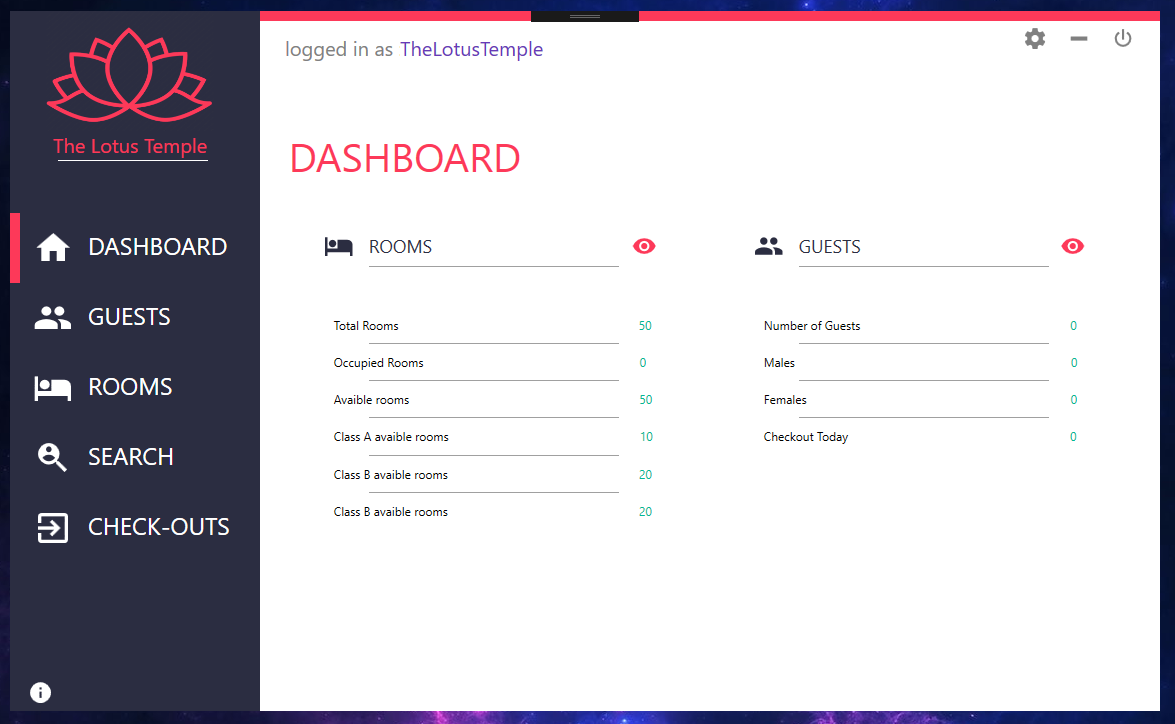 The Lotus Temple
DASHBOARD
GUESTS
ROOMS
SEARCH
CHECK-OUTS
logged in as TheLotusTemple
DASHBOARD
ROOMS
Total Rooms 50
Occupied Rooms 0
Avaible rooms 50
Class A avaible rooms 10
Class B avaible rooms 20
Class B avaible rooms 20
GUESTS
Number of Guests 0
Males 0
Females 0
Checkout Today 0